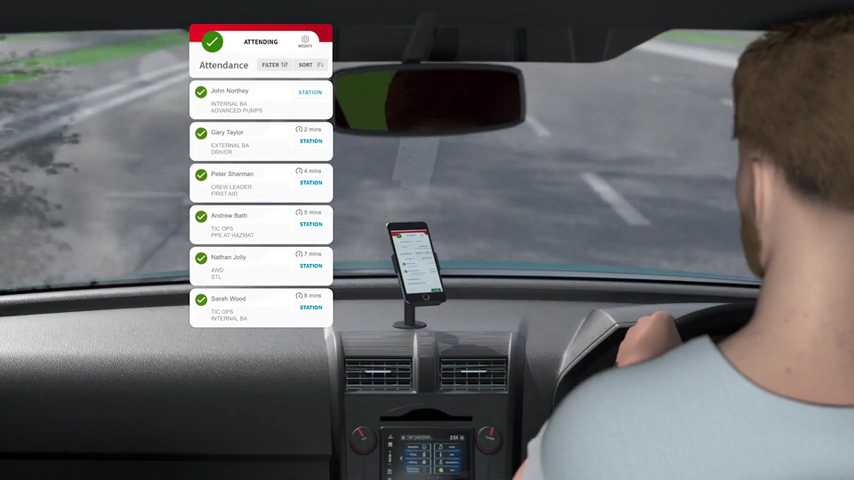 ATTENDING
MODIFY
Attendance
FILTER
SORT
John Northey
STATION
INTERNAL BA
ADVANCED PUMPS
Gary Taylor
2 mins
STATION
EXTERNAL BA
DRIVER
Peter Sharman
4 mins
STATION
CREW LEADER
FIRST AID
Andrew Bath
5 mins
STATION
TIC OPS
PPE AT HAZMAT
Nathan Jolly
7 mins
STATION
4WD
STL
Sarah Wood
8 mins
STATION
TIC OPS
INTERNAL BA